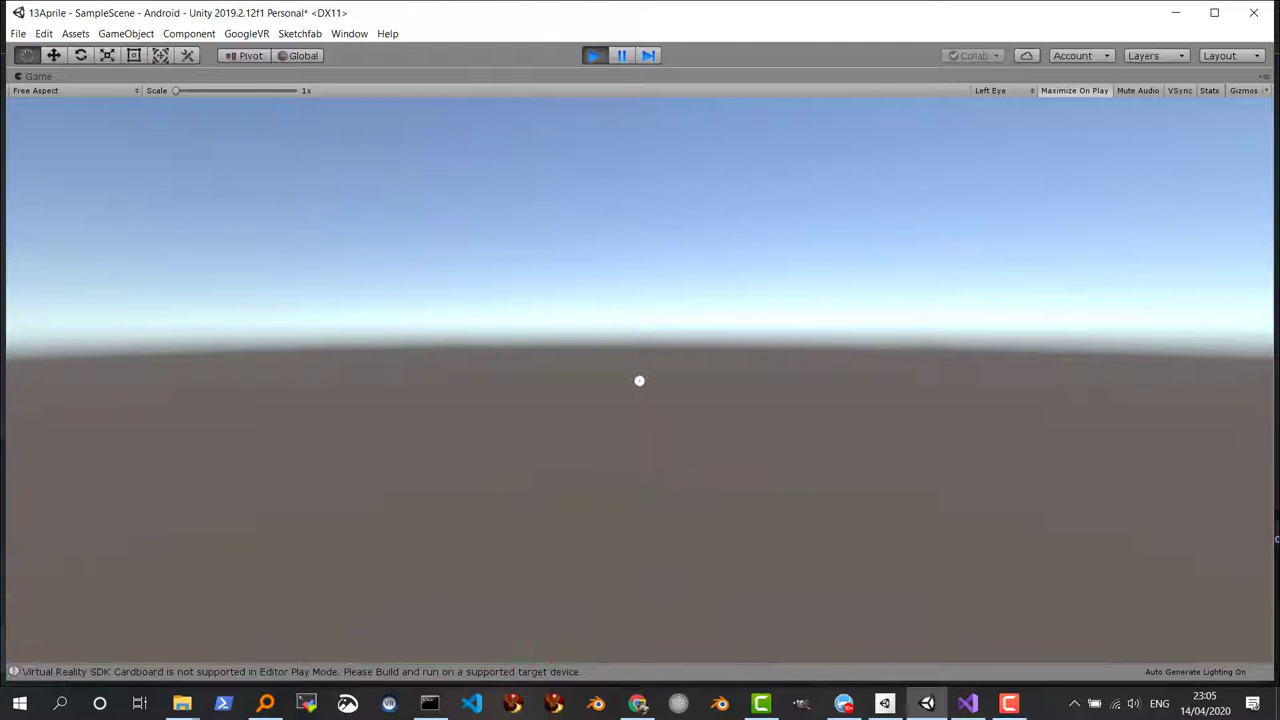 13Aprile - SampleScene - Android - Unity 2019.2.12f1 Personal* <DX11>
File Edit Assets GameObject Component GoogleVR Sketchfab Window Help
Pivot Global Collab Account Layers Layout
Game
Free Aspect Scale 1x Left Eye Maximize On Play Mute Audio VSync Stats Gizmos
Virtual Reality SDK Cardboard is not supported in Editor Play Mode. Please Build and run on a supported target device. Auto Generate Lighting On
10+ ENG 23:05
14/04/2020